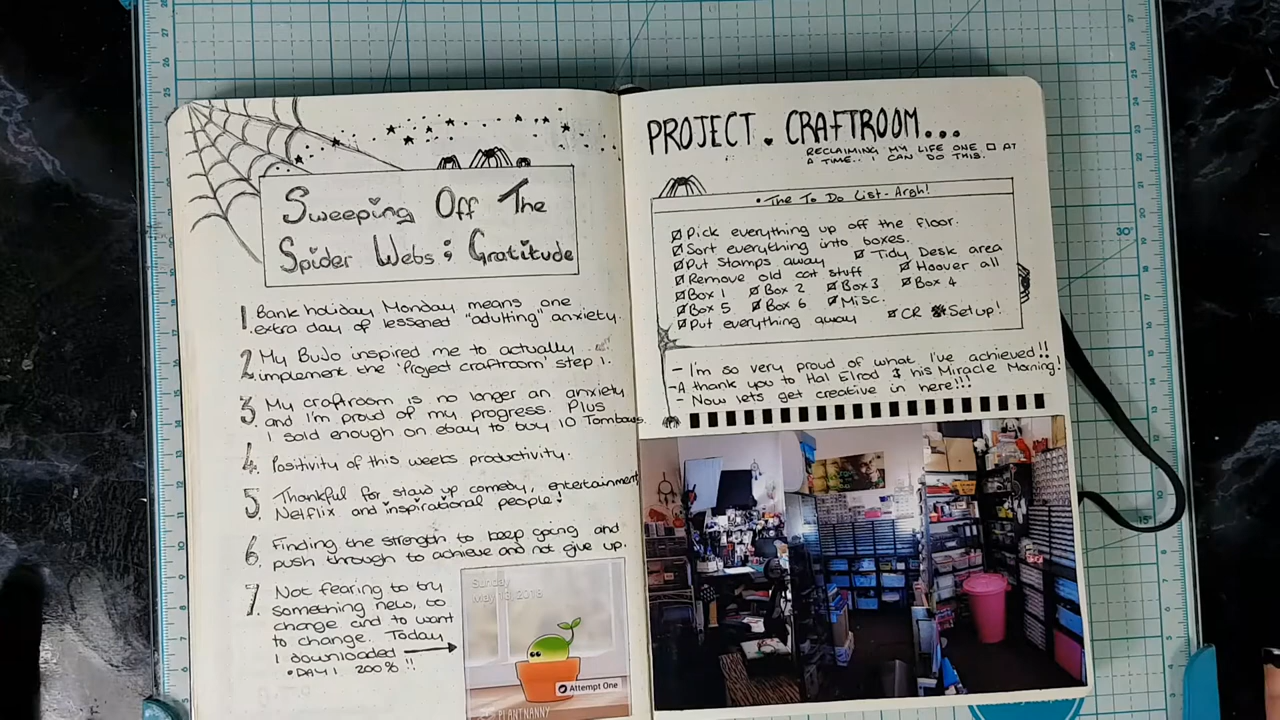 Sweeping Off The
Spider Webs & Gratitude
1. Bank holiday Monday means one
extra day of lessened "adulting" anxiety.
2. My BuJo inspired me to actually
implement the 'Project craftroom' step 1.
3. My craftroom is no longer an anxiety
and I'm proud of my progress. Plus
I sold enough on ebay to buy 10 Tombows.
4. Positivity of this weeks productivity.
5. Thankful for stand up comedy, entertainment
Netflix and inspirational people!
6. Finding the strength to keep going and
push through to achieve and not give up.
7. Not fearing to try
something new, to
change and to want
to change. Today
I downloaded
• DAY 1 200% !!
Sunday
May 13, 2018
Attempt One
PLANT NANNY
PROJECT. CRAFTROOM...
RECLAIMING MY LIFE ONE □ AT
A TIME.. I CAN DO THIS.
• The To Do List - Argh!
Pick everything up off the floor.
Sort everything into boxes.
Put stamps away Tidy Desk area
Remove old cat stuff Hoover all
Box 1 Box 2 Box 3 Box 4
Box 5 Box 6 Misc.
Put everything away CR Set up!
- I'm so very proud of what I've achieved!!
- A thank you to Hal Elrod & his Miracle Morning!
- Now lets get creative in here!!!